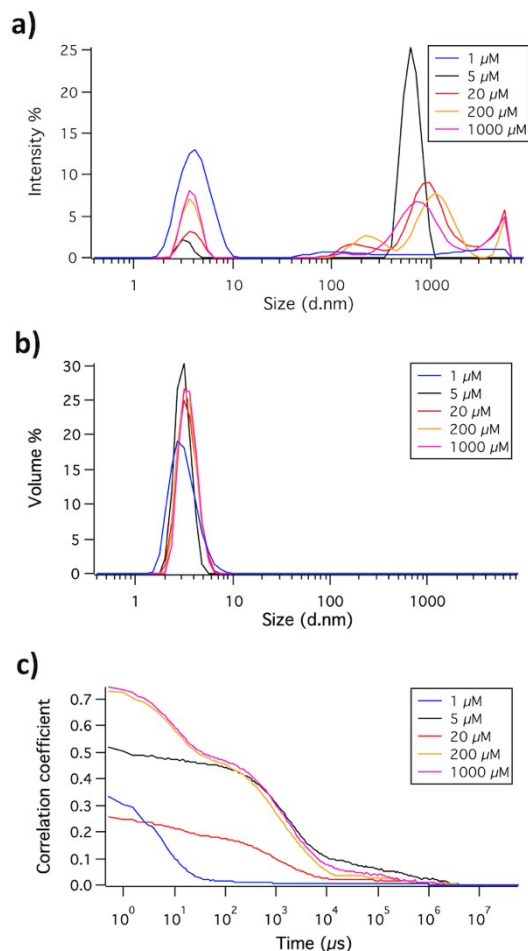 a)
25
20
15
10
5
0
Intensity %
1 µM
5 µM
20 µM
200 µM
1000 µM
1
10
100
1000
Size (d.nm)
b)
30
25
20
15
10
5
0
Volume %
1 µM
5 µM
20 µM
200 µM
1000 µM
1
10
100
1000
Size (d.nm)
c)
0.7
0.6
0.5
0.4
0.3
0.2
0.1
0.0
Correlation coefficient
1 µM
5 µM
20 µM
200 µM
1000 µM
10⁰
10¹
10²
10³
10⁴
10⁵
10⁶
10⁷
Time (µs)